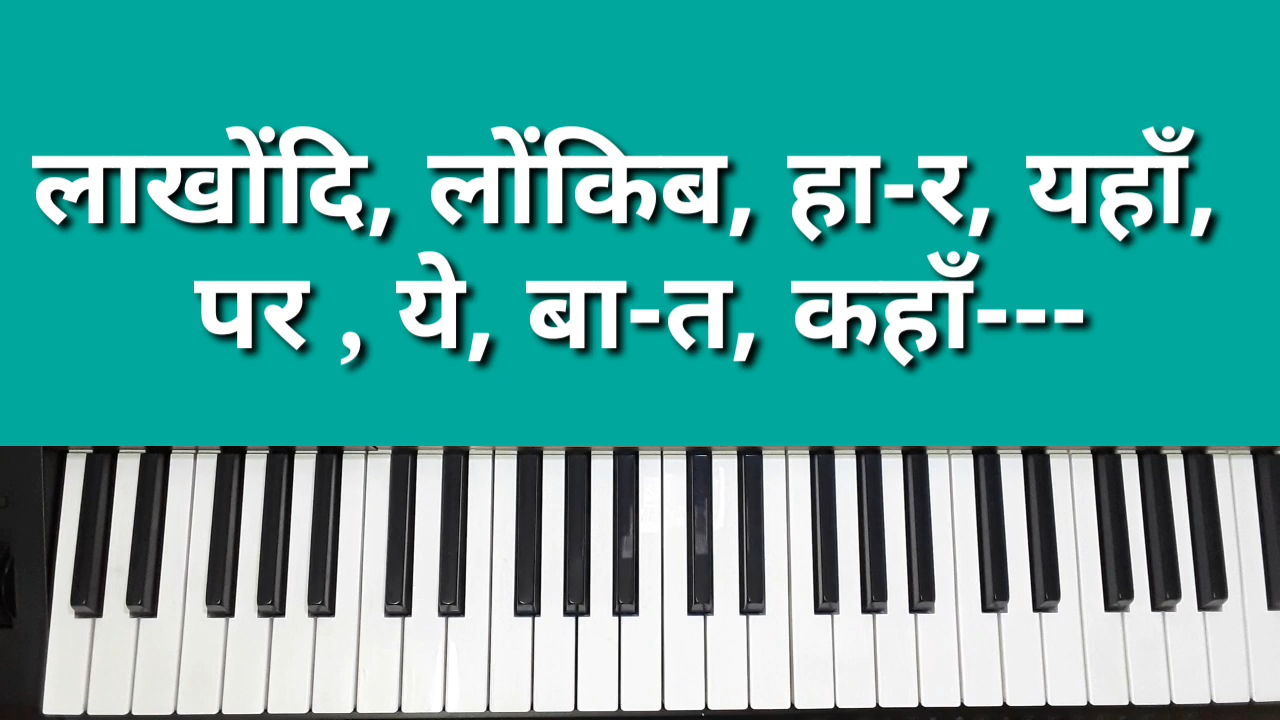 लाखोंदि, लोंकिब, हा-र, यहाँ,
पर , ये, बा-त, कहाँ---